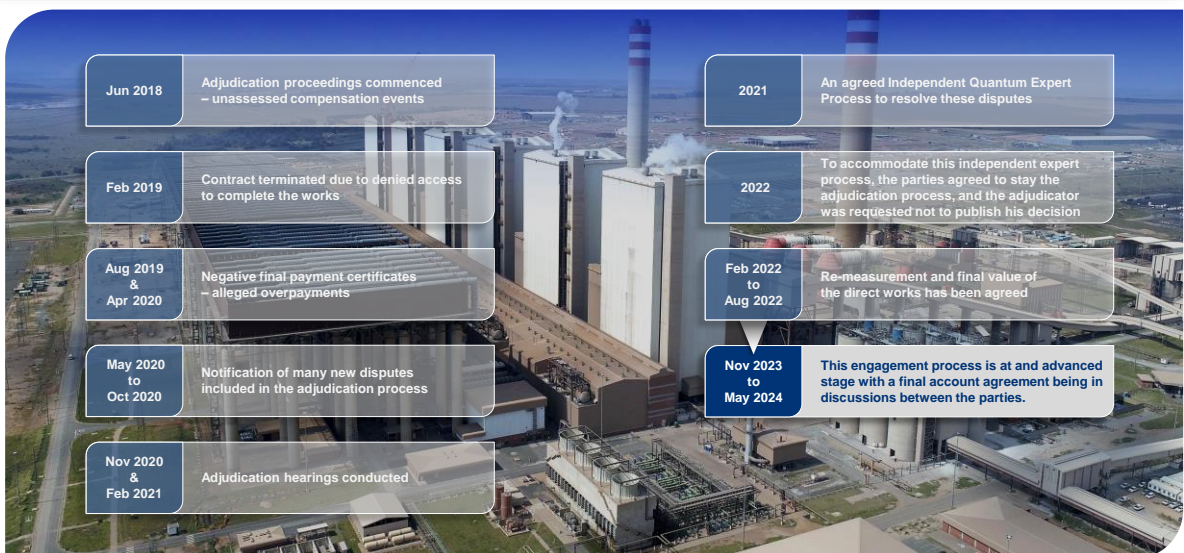 Jun 2018
Adjudication proceedings commenced
– unassessed compensation events
Feb 2019
Contract terminated due to denied access
to complete the works
Aug 2019
&
Apr 2020
Negative final payment certificates
– alleged overpayments
May 2020
to
Oct 2020
Notification of many new disputes
included in the adjudication process
Nov 2020
&
Feb 2021
Adjudication hearings conducted
2021
An agreed Independent Quantum Expert
Process to resolve these disputes
2022
To accommodate this independent expert
process, the parties agreed to stay the
adjudication process, and the adjudicator
was requested not to publish his decision
Feb 2022
to
Aug 2022
Re-measurement and final value of
the direct works has been agreed
Nov 2023
to
May 2024
This engagement process is at and advanced
stage with a final account agreement being in
discussions between the parties.